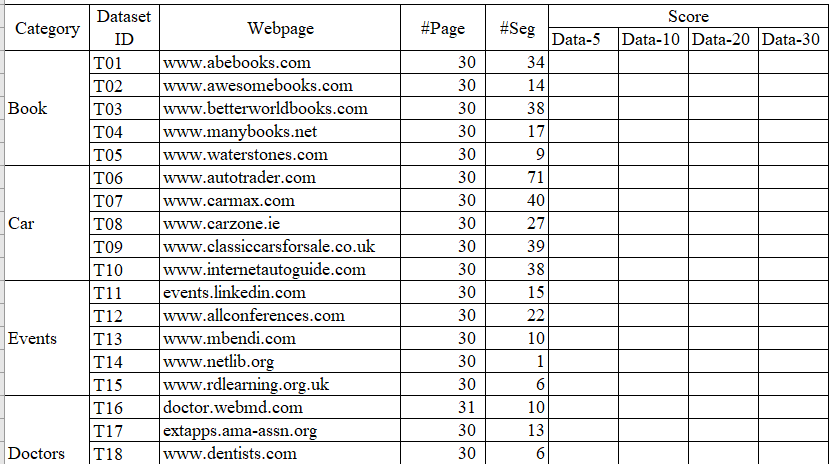 Category Dataset ID Webpage #Page #Seg Score
Data-5 Data-10 Data-20 Data-30
Book T01 www.abebooks.com 30 34
T02 www.awesomebooks.com 30 14
T03 www.betterworldbooks.com 30 38
T04 www.manybooks.net 30 17
T05 www.waterstones.com 30 9
Car T06 www.autotrader.com 30 71
T07 www.carmax.com 30 40
T08 www.carzone.ie 30 27
T09 www.classiccarsforsale.co.uk 30 39
T10 www.internetautoguide.com 30 38
Events T11 events.linkedin.com 30 15
T12 www.allconferences.com 30 22
T13 www.mbendi.com 30 10
T14 www.netlib.org 30 1
T15 www.rdlearning.org.uk 30 6
Doctors T16 doctor.webmd.com 31 10
T17 extapps.ama-assn.org 30 13
T18 www.dentists.com 30 6